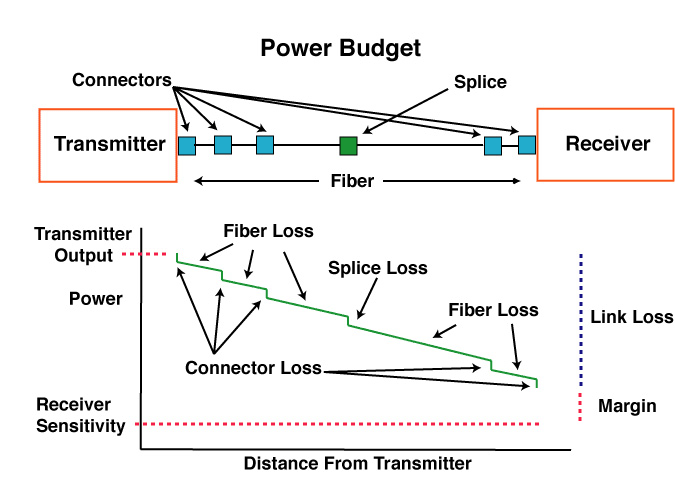 Power Budget
Connectors
Splice
Transmitter
Receiver
Fiber
Transmitter
Output
Fiber Loss
Splice Loss
Power
Fiber Loss
Link Loss
Connector Loss
Receiver
Sensitivity
Margin
Distance From Transmitter